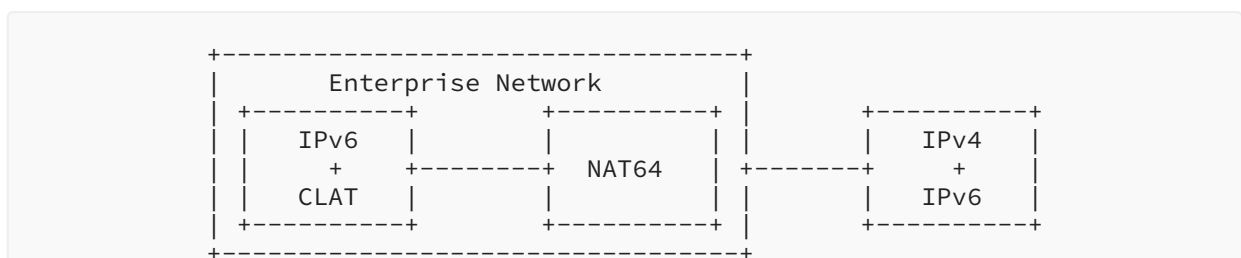 Enterprise Network
IPv6 IPv4
+ NAT64 +
CLAT IPv6